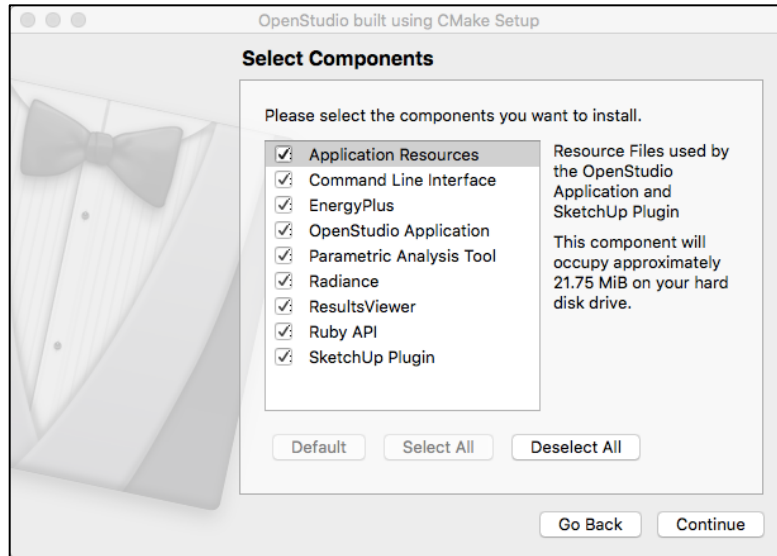 OpenStudio built using CMake Setup
Select Components
Please select the components you want to install.
Application Resources
Command Line Interface
EnergyPlus
OpenStudio Application
Parametric Analysis Tool
Radiance
ResultsViewer
Ruby API
SketchUp Plugin
Resource Files used by
the OpenStudio
Application and
SketchUp Plugin
This component will
occupy approximately
21.75 MiB on your hard
disk drive.
Default
Select All
Deselect All
Go Back
Continue